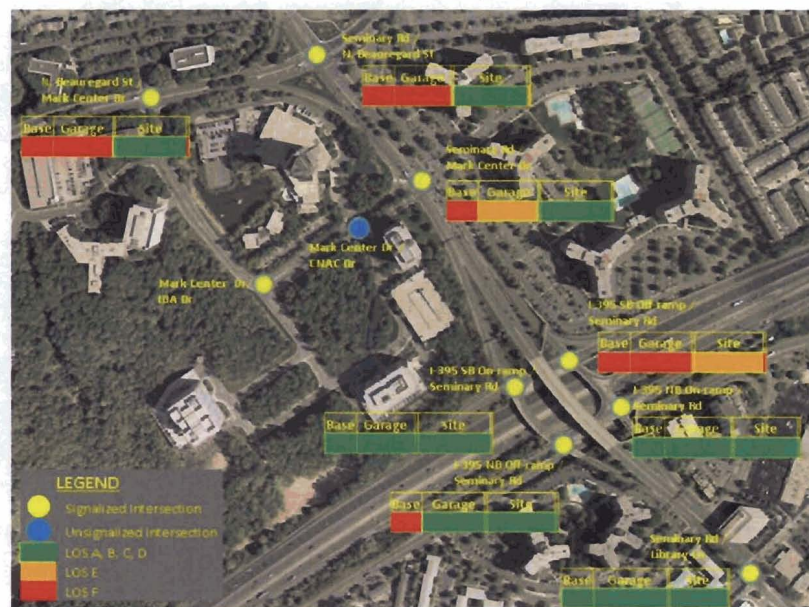 Seminary Rd
N. Beauregard St
Base Garage Site
N. Beauregard St
Mark Center Dr
Base Garage Site
Seminary Rd
Mark Center Dr
Base Garage Site
Mark Center Dr /
CNAC Dr
Mark Center Dr
IDA Dr
I-395 SB Off-ramp /
Seminary Rd
Base Garage Site
I-395 SB On-ramp
Seminary Rd
I-395 NB On-ramp /
Seminary Rd
Base Garage Site
Base Garage Site
I-395 NB Off-ramp
Seminary Rd
Base Garage Site
Seminary Rd
Library Ln
Base Garage Site
LEGEND
Signalized Intersection
Unsignalized Intersection
LOS A, B, C, D
LOS E
LOS F